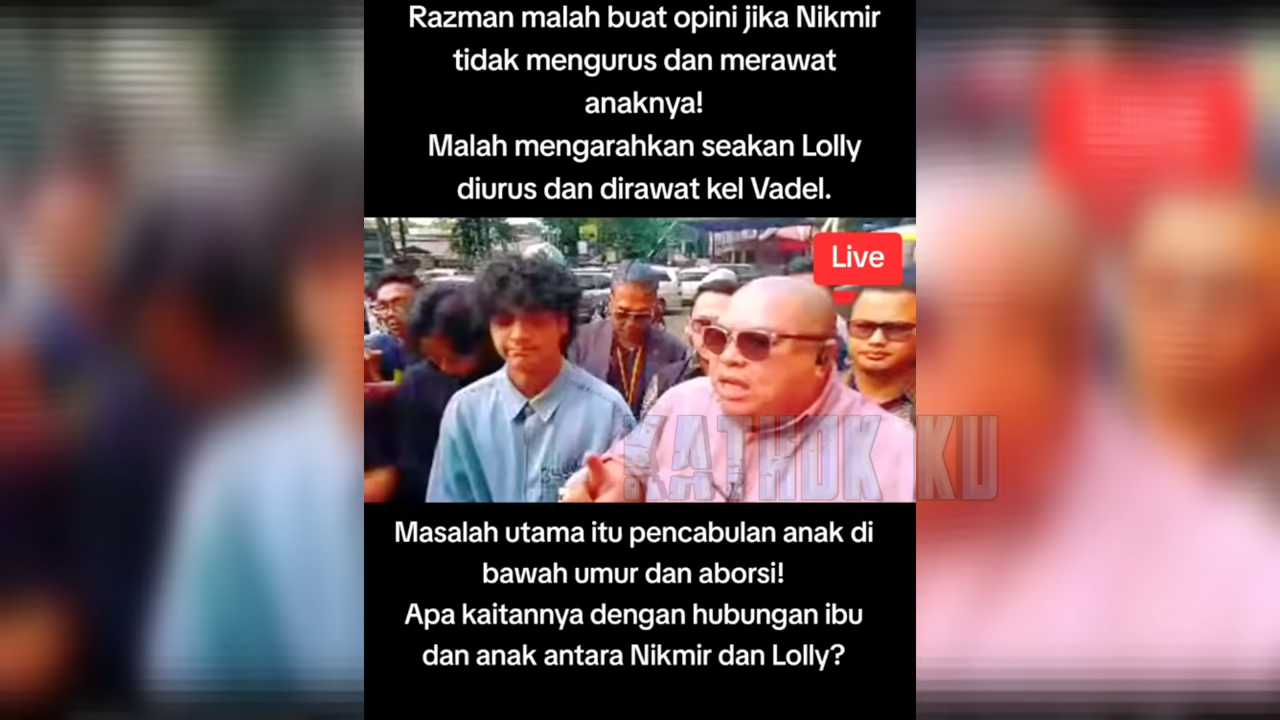 Razman malah buat opini jika Nikmir
tidak mengurus dan merawat
anaknya!
Malah mengarahkan seakan Lolly
diurus dan dirawat kel Vadel.
Live
KATHOK KU
Masalah utama itu pencabulan anak di
bawah umur dan aborsi!
Apa kaitannya dengan hubungan ibu
dan anak antara Nikmir dan Lolly?